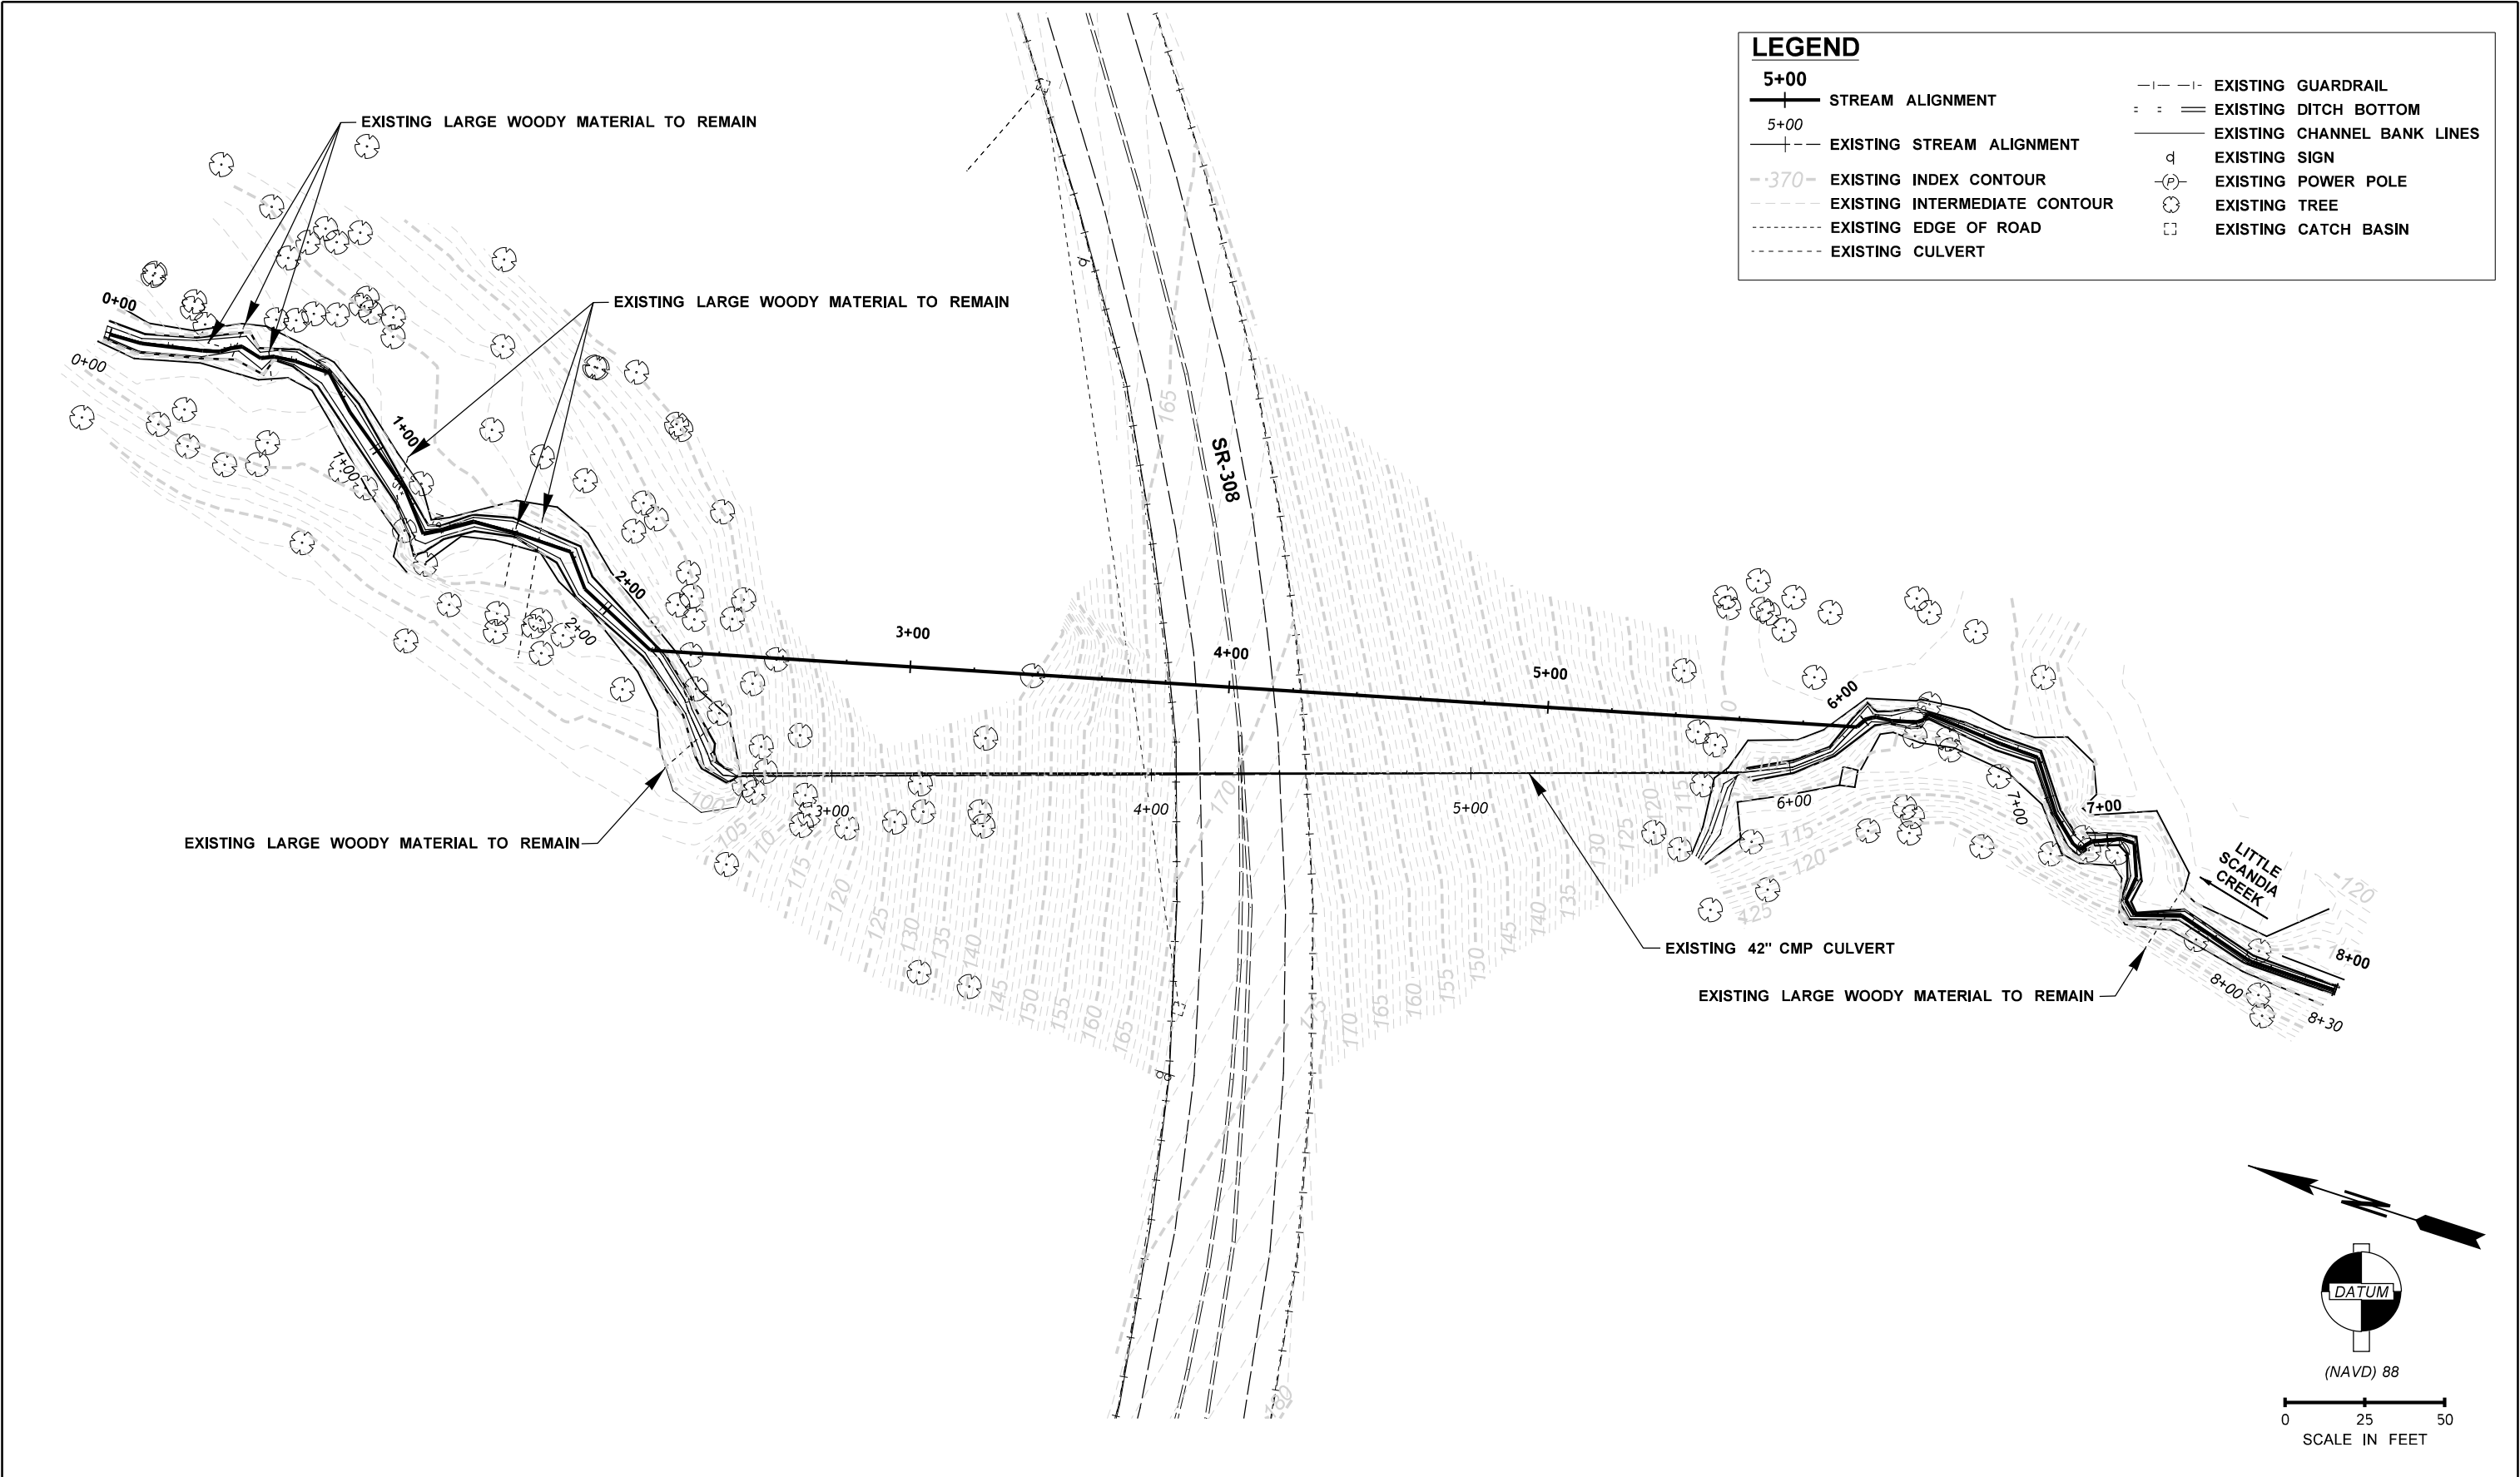 LEGEND
5+00
STREAM ALIGNMENT
5+00
EXISTING STREAM ALIGNMENT
370
EXISTING INDEX CONTOUR
EXISTING INTERMEDIATE CONTOUR
EXISTING EDGE OF ROAD
EXISTING CULVERT
EXISTING GUARDRAIL
EXISTING DITCH BOTTOM
EXISTING CHANNEL BANK LINES
EXISTING SIGN
P
EXISTING POWER POLE
EXISTING TREE
EXISTING CATCH BASIN
EXISTING LARGE WOODY MATERIAL TO REMAIN
EXISTING LARGE WOODY MATERIAL TO REMAIN
0+00
0+00
1+00
1+00
2+00
2+00
95
3+00
4+00
5+00
6+00
165
SR-308
110
100
105
110
115
120
125
130
135
140
145
150
155
160
165
3+00
4+00
170
5+00
120
115
6+00
7+00
7+00
115
120
125
175
170
165
160
155
150
145
140
135
130
125
180
EXISTING LARGE WOODY MATERIAL TO REMAIN
EXISTING 42" CMP CULVERT
EXISTING LARGE WOODY MATERIAL TO REMAIN
LITTLE
SCANDIA
CREEK
120
8+00
8+00
8+30
DATUM
(NAVD) 88
0 25 50
SCALE IN FEET